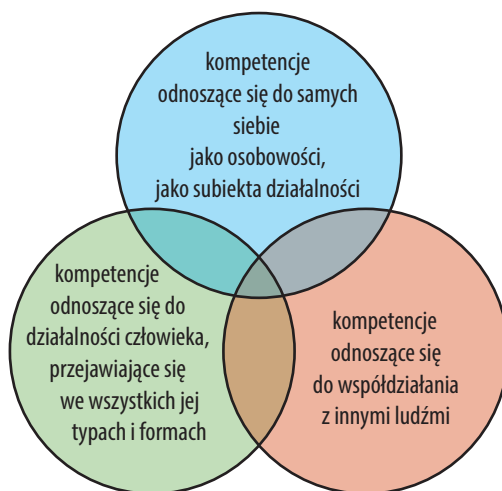 kompetencje
odnoszące się do samych
siebie
jako osobowości,
jako subiekta działalności
kompetencje
odnoszące się do
działalności człowieka,
przejawiające się
we wszystkich jej
typach i formach
kompetencje
odnoszące się
do współdziałania
z innymi ludźmi